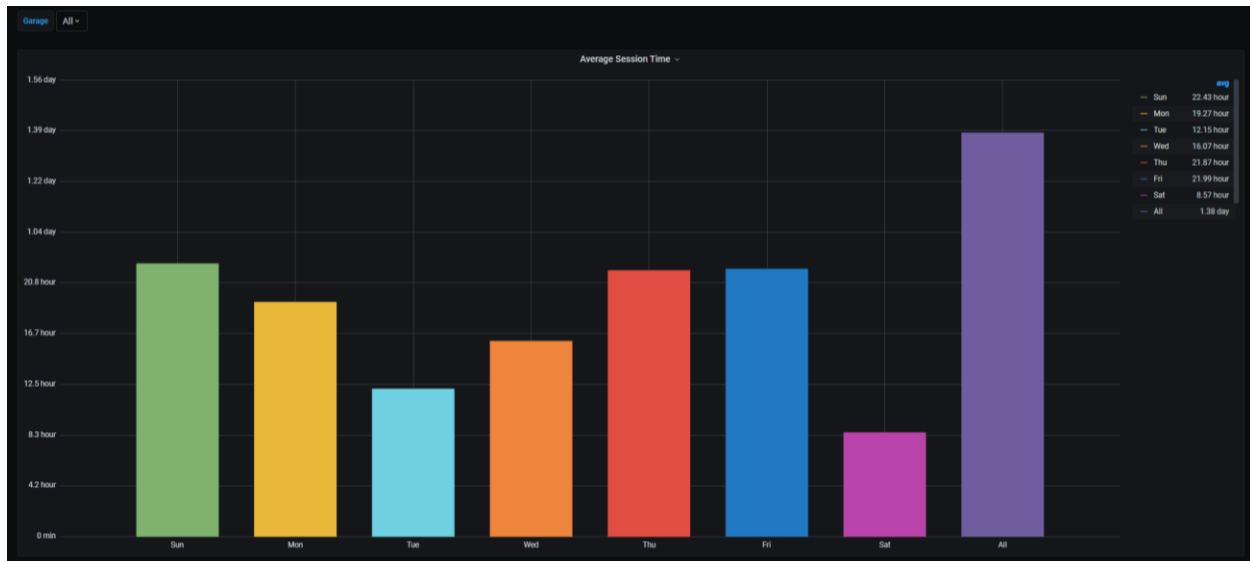 Garage All
Average Session Time
1.56 day
1.39 day
1.22 day
1.04 day
20.8 hour
16.7 hour
12.5 hour
8.3 hour
4.2 hour
0 min
Sun Mon Tue Wed Thu Fri Sat All
avg
Sun 22.43 hour
Mon 19.27 hour
Tue 12.15 hour
Wed 16.07 hour
Thu 21.87 hour
Fri 21.99 hour
Sat 8.57 hour
All 1.38 day